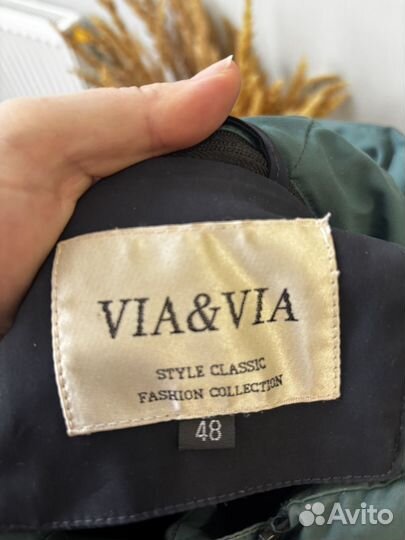 VIA&VIA
STYLE CLASSIC
FASHION COLLECTION
48
Avito